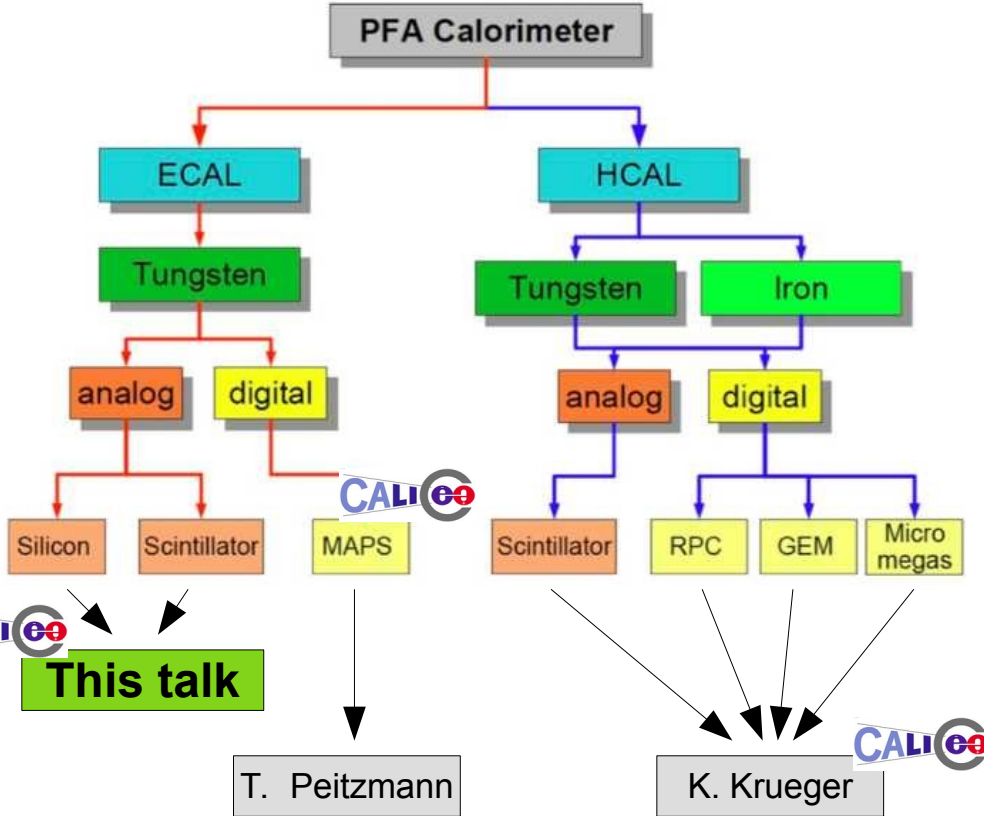 PFA Calorimeter
ECAL
HCAL
Tungsten
Tungsten
Iron
analog
digital
analog
digital
CALICE
Silicon
Scintillator
MAPS
Scintillator
RPC
GEM
Micro
megas
This talk
T. Peitzmann
K. Krueger
CALICE